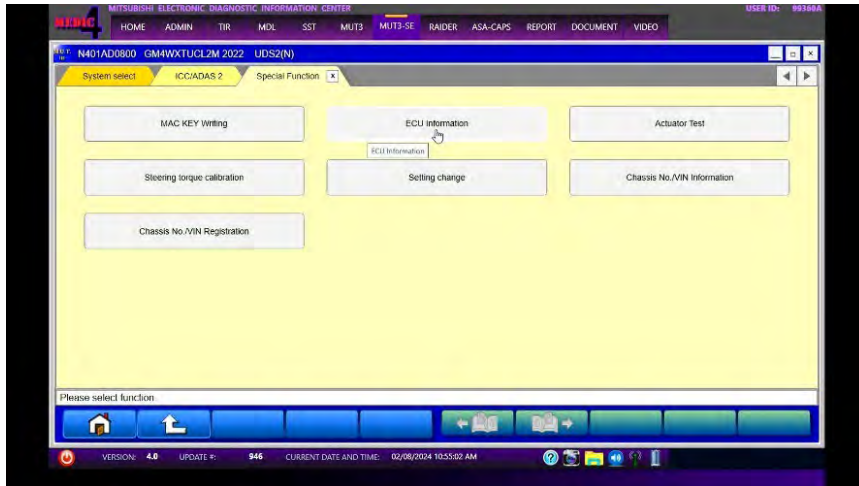 MITSUBISHI ELECTRONIC DIAGNOSTIC INFORMATION CENTER USER ID: 99360A
MEDIC 4 HOME ADMIN TIR MDL SST MUT3 MUT3-SE RAIDER ASA-CAPS REPORT DOCUMENT VIDEO
N401AD0800 GM4WXTUCL2M 2022 UDS2(N)
System select ICC/ADAS 2 Special Function x
MAC KEY Writing ECU Information Actuator Test
ECU Information
Steering torque calibration Setting change Chassis No./VIN Information
Chassis No./VIN Registration
Please select function
VERSION: 4.0 UPDATE #: 946 CURRENT DATE AND TIME: 02/08/2024 10:55:02 AM